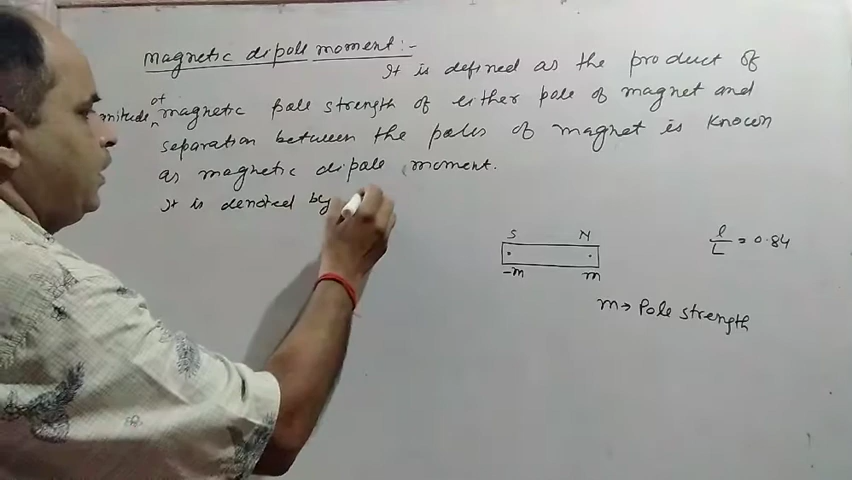 magnetic dipole moment :-
It is defined as the product of
nitude of magnetic pole strength of either pole of magnet and
separation between the poles of magnet is known
as magnetic dipole moment.
It is denoted by
S N
-m m
l/L = 0.84
m → Pole strength